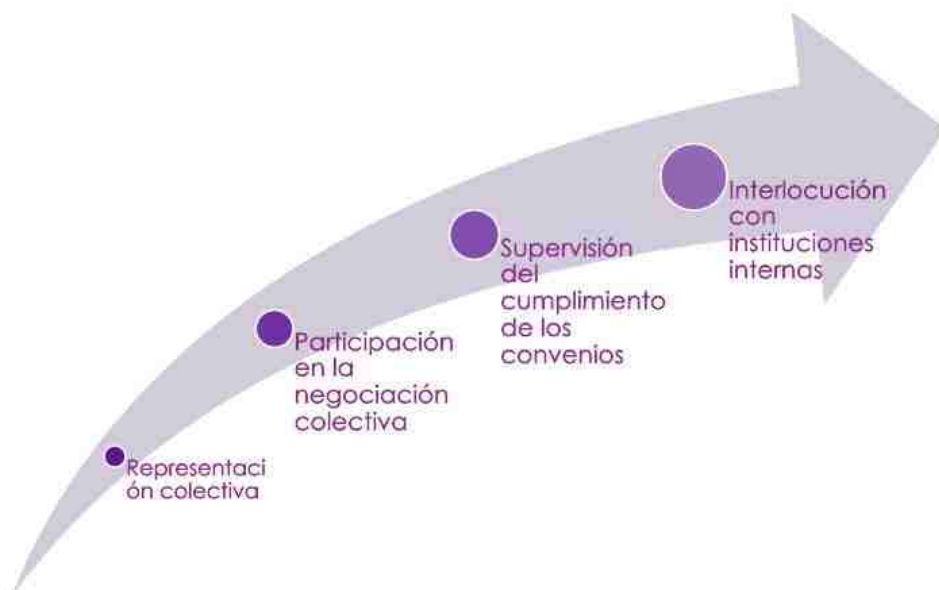 Representaci
ón colectiva
Participación
en la
negociación
colectiva
Supervisión
del
cumplimiento
de los
convenios
Interlocución
con
instituciones
internas